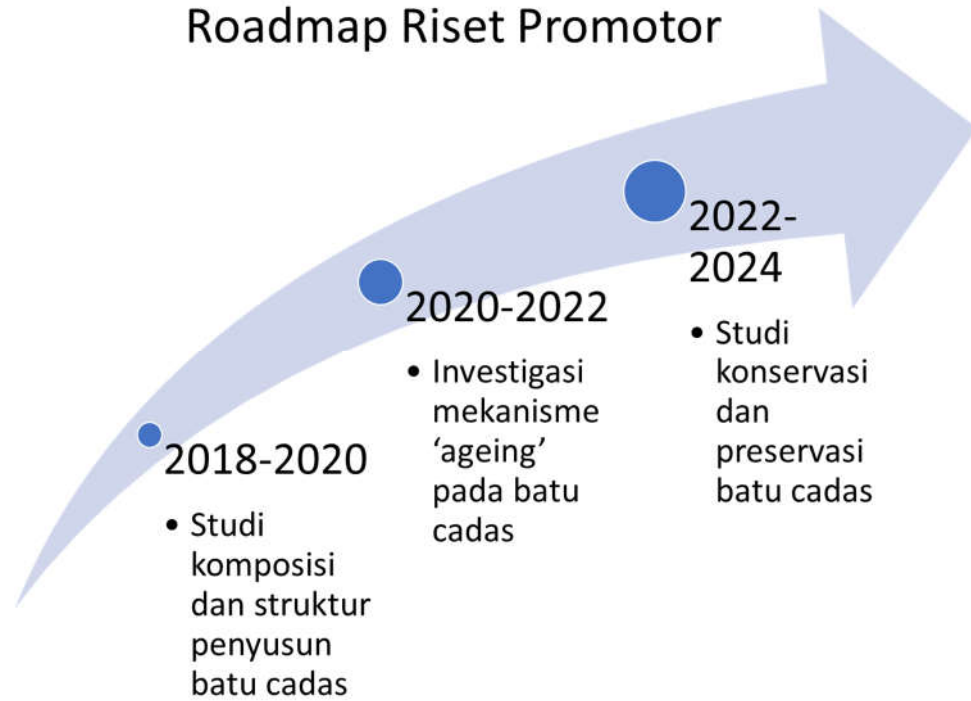 Roadmap Riset Promotor
2018-2020
• Studi
komposisi
dan struktur
penyusun
batu cadas
2020-2022
• Investigasi
mekanisme
‘ageing’
pada batu
cadas
2022-
2024
• Studi
konservasi
dan
preservasi
batu cadas